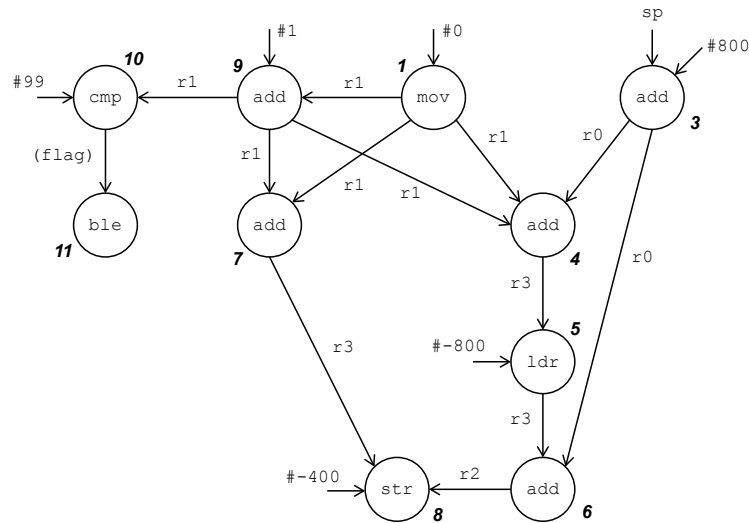 sp
#1
#0
#800
10
9
1
#99
cmp
r1
add
r1
mov
add
3
(flag)
r1
r1
r1
r1
r0
ble
11
add
7
add
4
r0
r3
5
#-800
ldr
r3
r3
#-400
str
8
r2
add
6